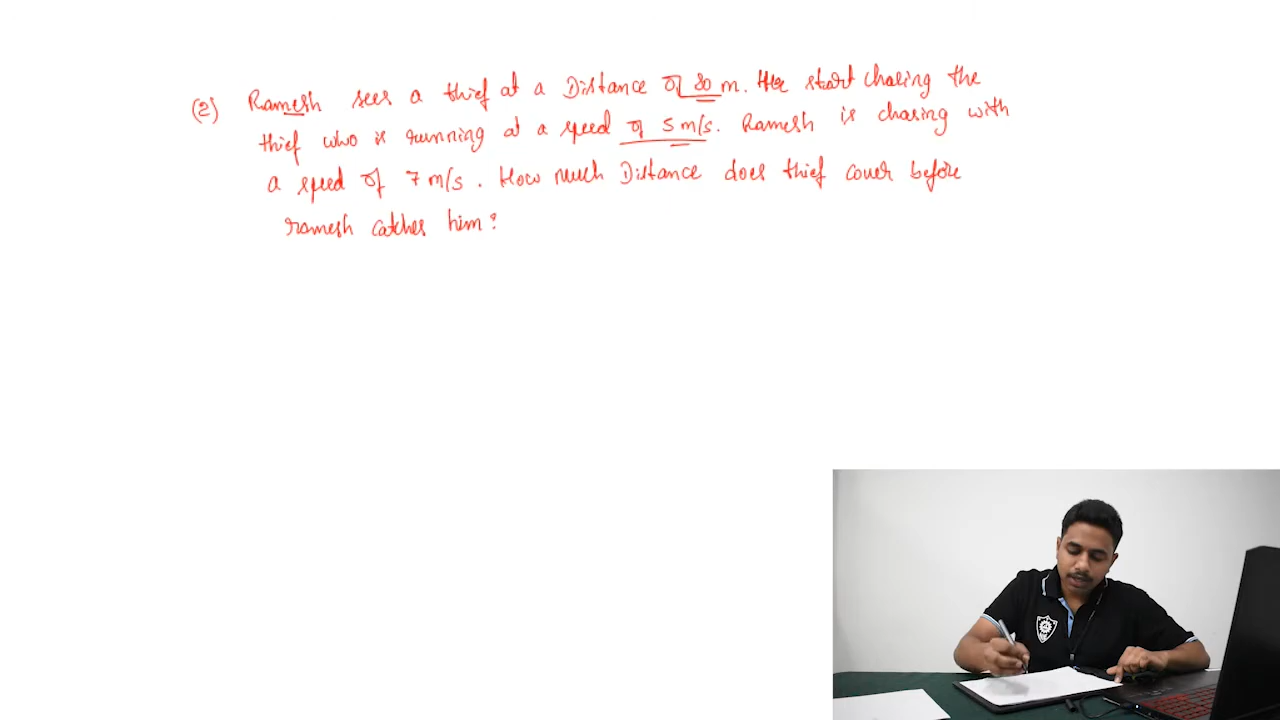 (2) Ramesh sees a thief at a Distance of 80 m. He start chasing the
thief who is running at a speed of 5 m/s. Ramesh is chasing with
a speed of 7 m/s. How much Distance does thief cover before
ramesh catches him?